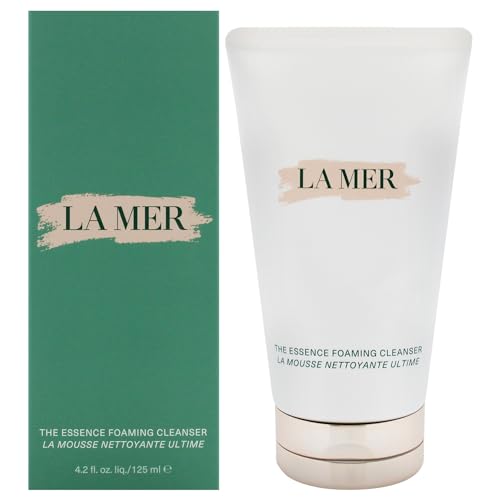 LA MER
THE ESSENCE FOAMING CLEANSER
LA MOUSSE NETTOYANTE ULTIME
4.2 fl. oz. liq./125 ml ℮
LA MER
THE ESSENCE FOAMING CLEANSER
LA MOUSSE NETTOYANTE ULTIME